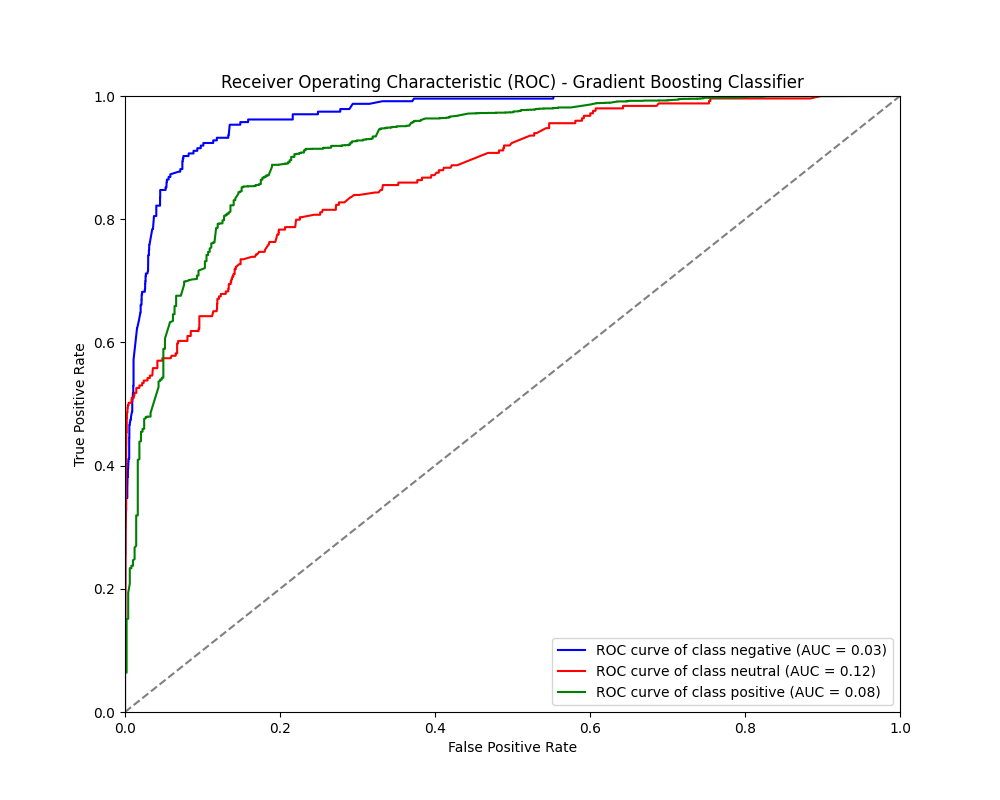 Receiver Operating Characteristic (ROC) - Gradient Boosting Classifier
1.0
0.8
0.6
0.4
0.2
0.0
True Positive Rate
0.0 0.2 0.4 0.6 0.8 1.0
False Positive Rate
ROC curve of class negative (AUC = 0.03)
ROC curve of class neutral (AUC = 0.12)
ROC curve of class positive (AUC = 0.08)